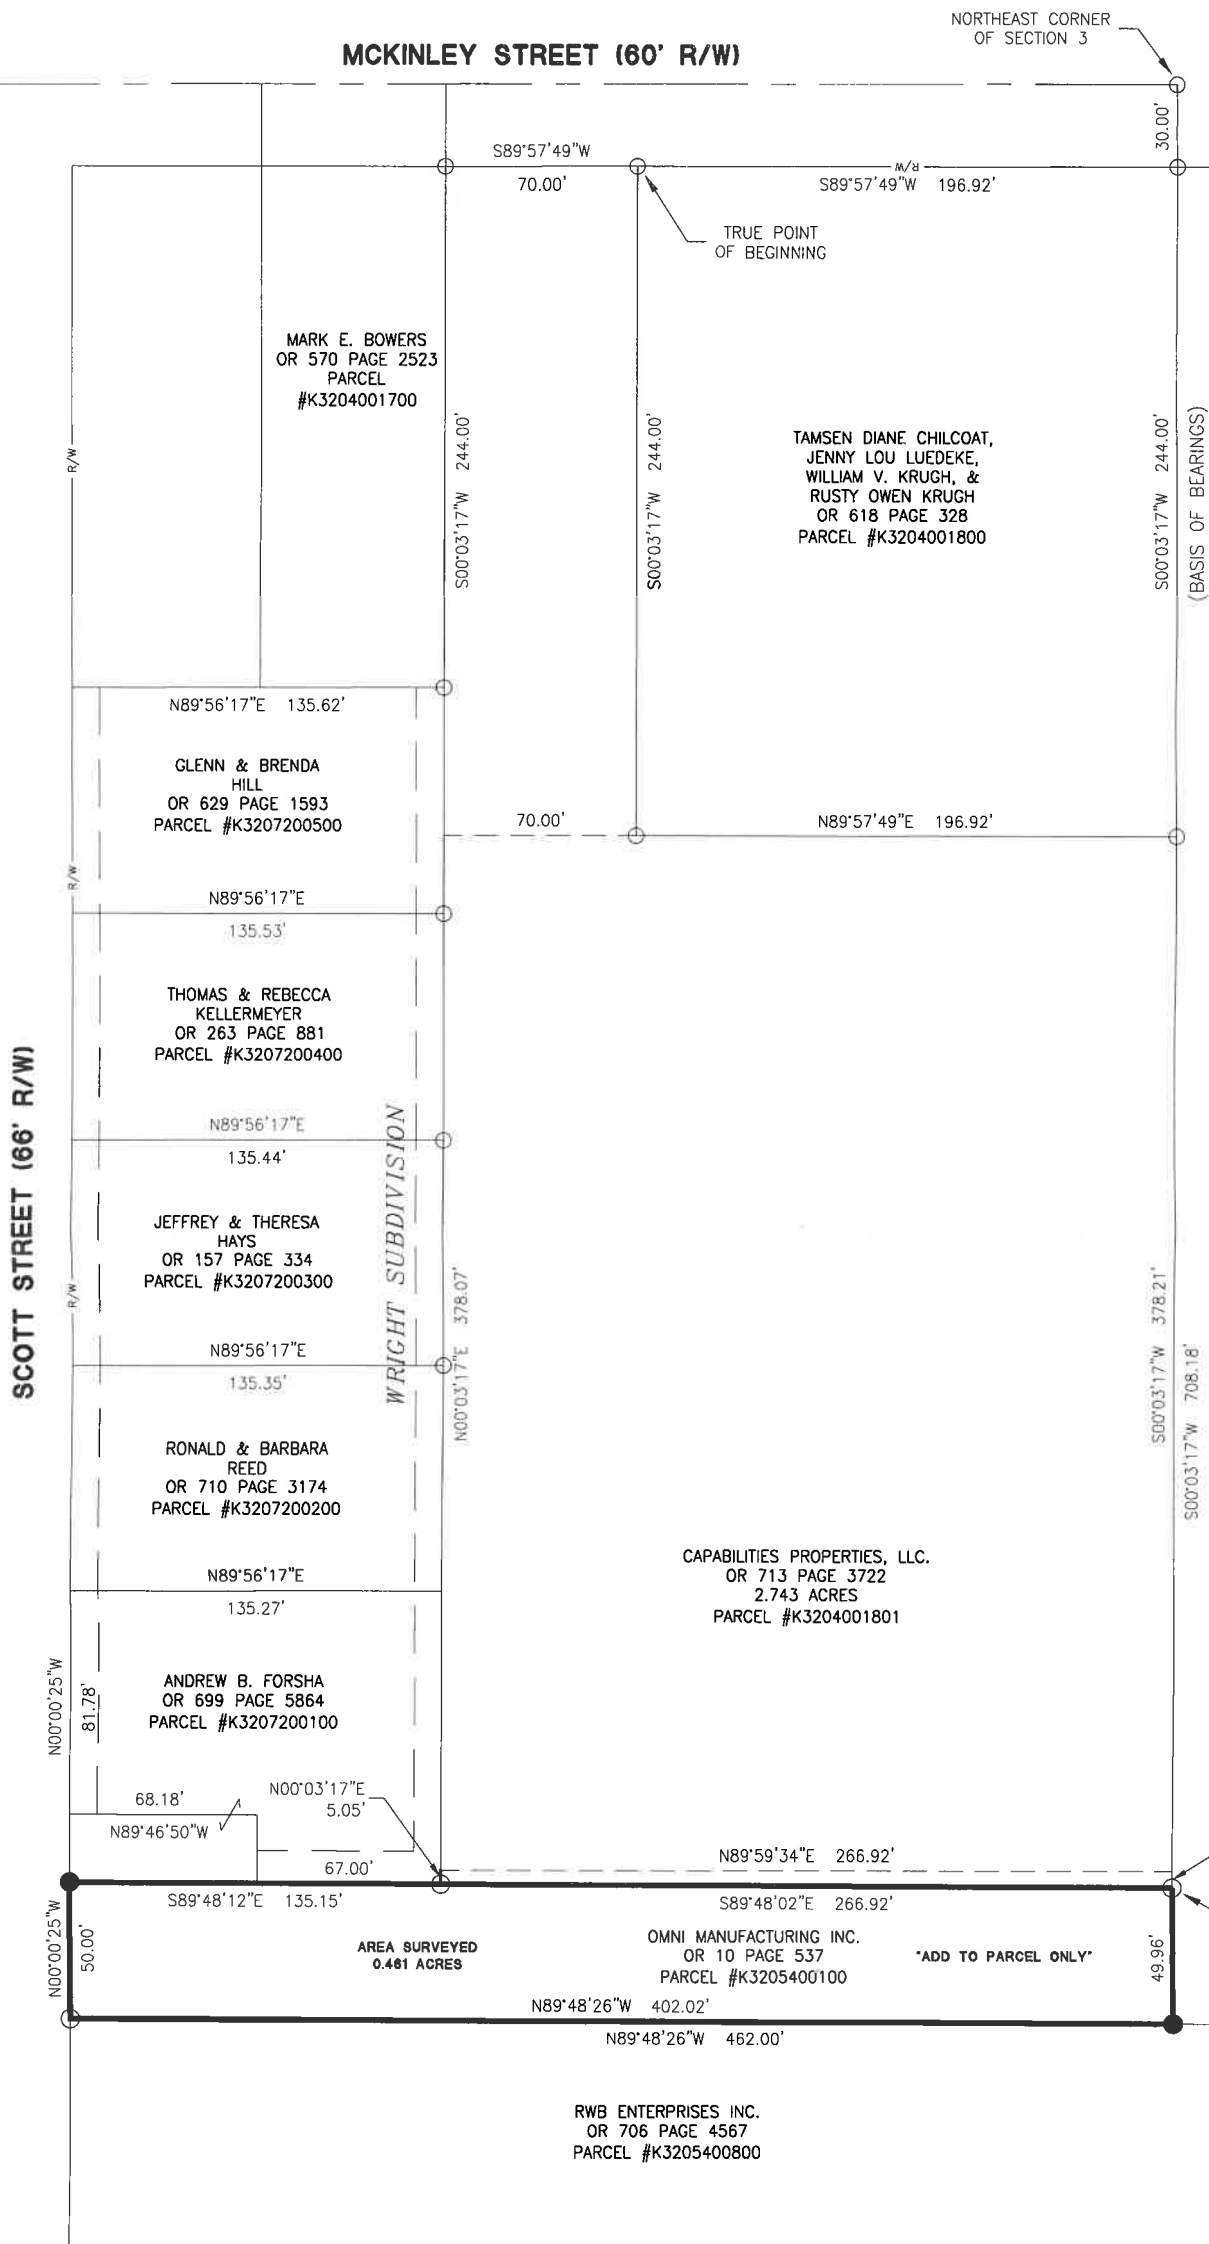 NORTHEAST CORNER
OF SECTION 3
MCKINLEY STREET (60' R/W)
30.00'
S89°57'49"W
70.00'
R/W
S89°57'49"W 196.92'
TRUE POINT
OF BEGINNING
MARK E. BOWERS
OR 570 PAGE 2523
PARCEL
#K3204001700
R/W
S00°03'17"W 244.00'
S00°03'17"W 244.00'
TAMSEN DIANE CHILCOAT,
JENNY LOU LUEDEKE,
WILLIAM V. KRUGH, &
RUSTY OWEN KRUGH
OR 618 PAGE 328
PARCEL #K3204001800
S00°03'17"W 244.00'
(BASIS OF BEARINGS)
N89°56'17"E 135.62'
GLENN & BRENDA
HILL
OR 629 PAGE 1593
PARCEL #K3207200500
70.00'
N89°57'49"E 196.92'
R/W
N89°56'17"E
135.53'
THOMAS & REBECCA
KELLERMEYER
OR 263 PAGE 881
PARCEL #K3207200400
SCOTT STREET (66' R/W)
N89°56'17"E
135.44'
WRIGHT SUBDIVISION
JEFFREY & THERESA
HAYS
OR 157 PAGE 334
PARCEL #K3207200300
R/W
N00°03'17"E 378.07'
S00°03'17"W 378.21'
S00°03'17"W 708.18'
N89°56'17"E
135.35'
RONALD & BARBARA
REED
OR 710 PAGE 3174
PARCEL #K3207200200
CAPABILITIES PROPERTIES, LLC.
OR 713 PAGE 3722
2.743 ACRES
PARCEL #K3204001801
N89°56'17"E
135.27'
N00°00'25"W
81.78'
ANDREW B. FORSHA
OR 699 PAGE 5864
PARCEL #K3207200100
N00°03'17"E
5.05'
68.18'
N89°46'50"W
67.00'
N89°59'34"E 266.92'
S89°48'12"E 135.15'
S89°48'02"E 266.92'
N00°00'25"W
50.00'
AREA SURVEYED
0.461 ACRES
OMNI MANUFACTURING INC.
OR 10 PAGE 537
PARCEL #K3205400100
"ADD TO PARCEL ONLY"
49.96'
N89°48'26"W 402.02'
N89°48'26"W 462.00'
RWB ENTERPRISES INC.
OR 706 PAGE 4567
PARCEL #K3205400800